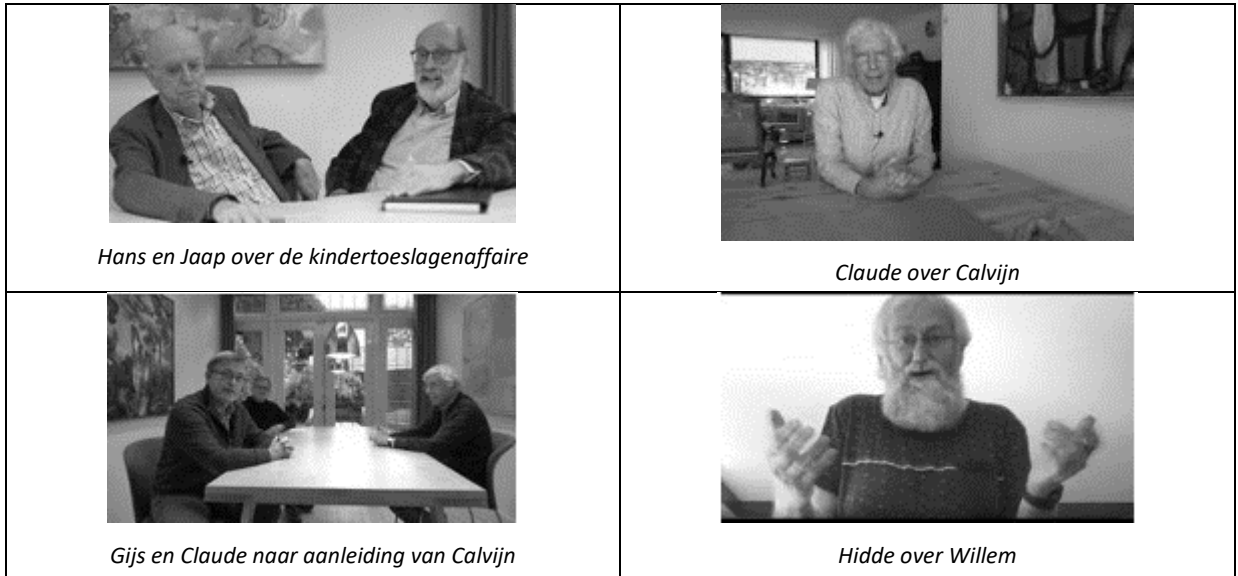 Hans en Jaap over de kindertoeslagenaffaire
Claude over Calvijn
Gijs en Claude naar aanleiding van Calvijn
Hidde over Willem